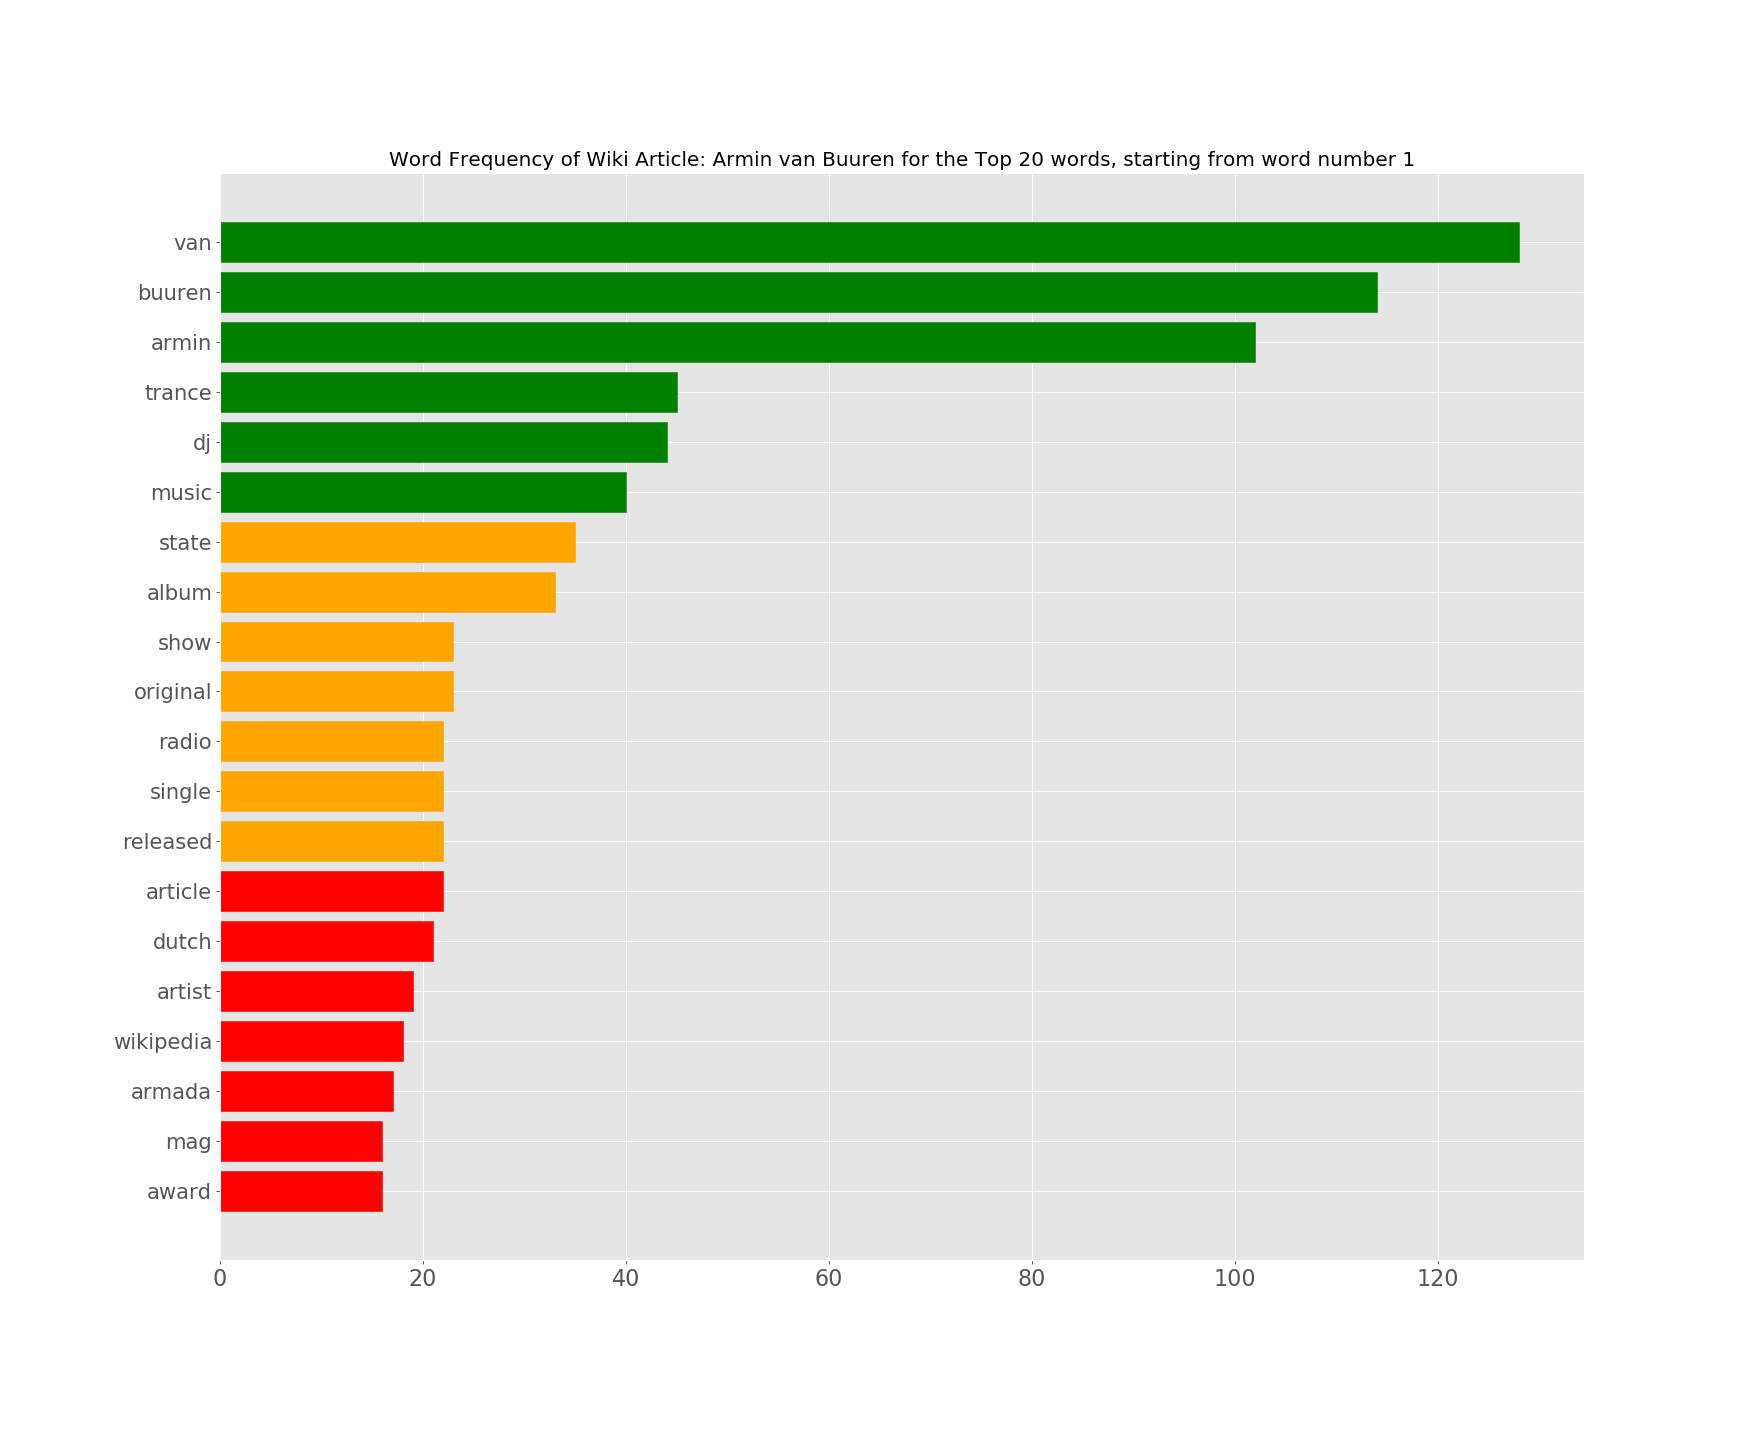 Word Frequency of Wiki Article: Armin van Buuren for the Top 20 words, starting from word number 1
van
buuren
armin
trance
dj
music
state
album
show
original
radio
single
released
article
dutch
artist
wikipedia
armada
mag
award
0 20 40 60 80 100 120